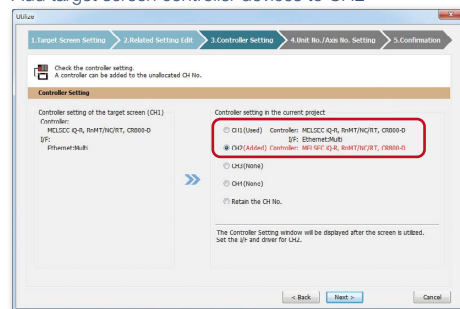 Add target screen controller devices to CH2
Utilize
1.Target Screen Setting
2.Related Setting Edit
3.Controller Setting
4.Unit No./Axis No. Setting
5.Confirmation
Check the controller setting.
A controller can be added to the unallocated CH No.
Controller Setting
Controller setting of the target screen (CH1)
Controller:
MELSEC iQ-R, RnMT/NC/RT, CR800-D
I/F:
Ethernet:Multi
Controller setting in the current project
CH1(Used) Controller: MELSEC iQ-R, RnMT/NC/RT, CR800-D
I/F: Ethernet:Multi
CH2(Added) Controller: MELSEC iQ-R, RnMT/NC/RT, CR800-D
CH3(None)
CH4(None)
Retain the CH No.
The Controller Setting window will be displayed after the screen is utilized.
Set the I/F and driver for CH2.
< Back
Next >
Cancel